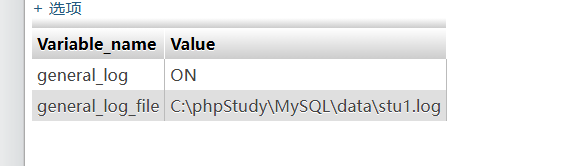 + 选项
Variable_name Value
general_log ON
general_log_file C:\phpStudy\MySQL\data\stu1.log